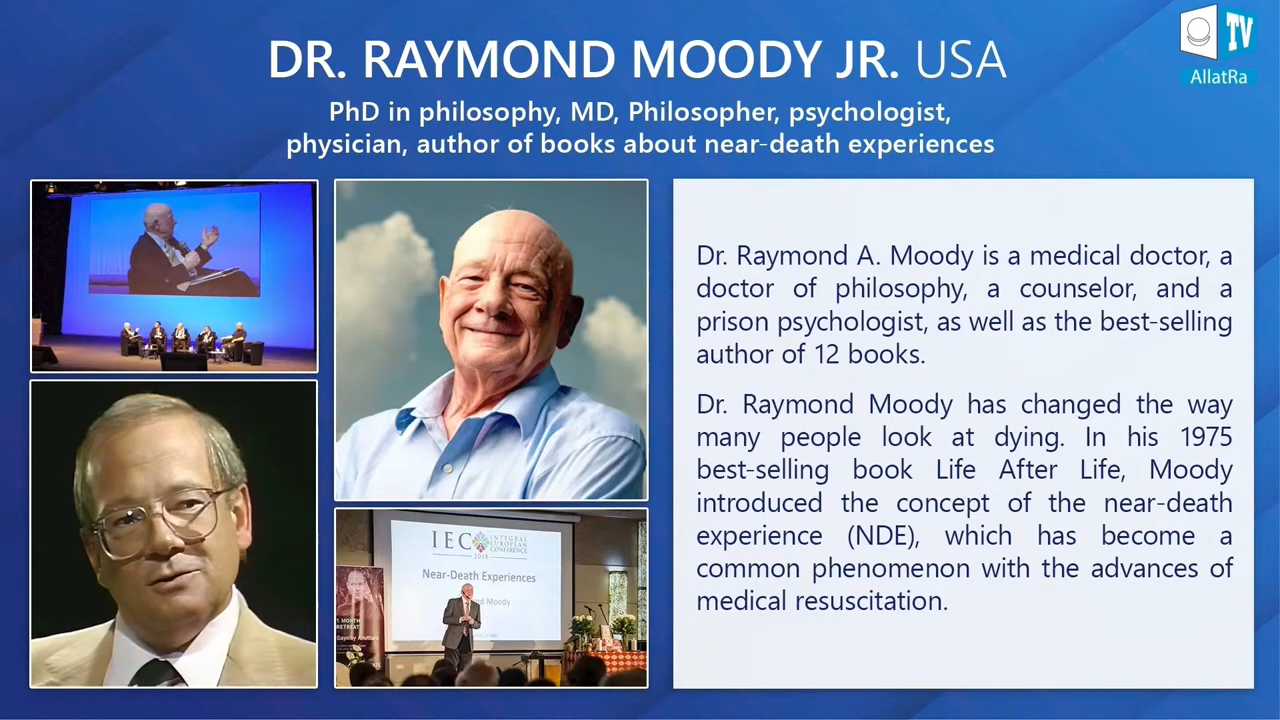 DR. RAYMOND MOODY JR. USA
PhD in philosophy, MD, Philosopher, psychologist,
physician, author of books about near-death experiences
TV
AllatRa
Dr. Raymond A. Moody is a medical doctor, a
doctor of philosophy, a counselor, and a
prison psychologist, as well as the best-selling
author of 12 books.
Dr. Raymond Moody has changed the way
many people look at dying. In his 1975
best-selling book Life After Life, Moody
introduced the concept of the near-death
experience (NDE), which has become a
common phenomenon with the advances of
medical resuscitation.
IEC INTEGRAL
EUROPEAN
CONFERENCE
Near-Death Experiences
Moody
1 MONTH
RETREAT